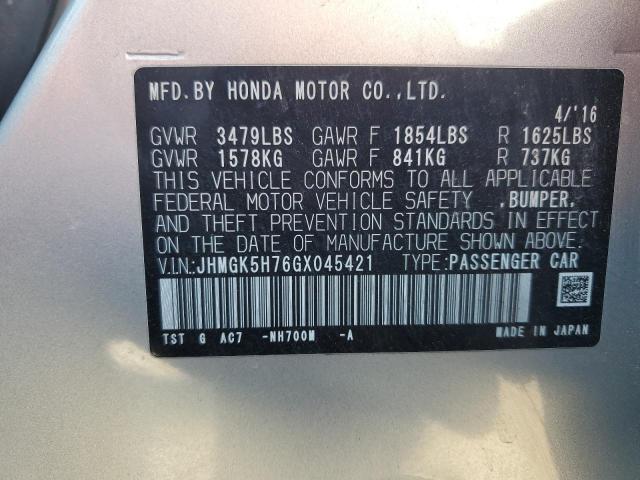 MFD.BY HONDA MOTOR CO.,LTD.
4/'16
GVWR 3479LBS GAWR F 1854LBS R 1625LBS
GVWR 1578KG GAWR F 841KG R 737KG
THIS VEHICLE CONFORMS TO ALL APPLICABLE
FEDERAL MOTOR VEHICLE SAFETY ,BUMPER,
AND THEFT PREVENTION STANDARDS IN EFFECT
ON THE DATE OF MANUFACTURE SHOWN ABOVE.
V.I.N:JHMGK5H76GX045421 TYPE:PASSENGER CAR
TST G AC7 -NH700M -A MADE IN JAPAN